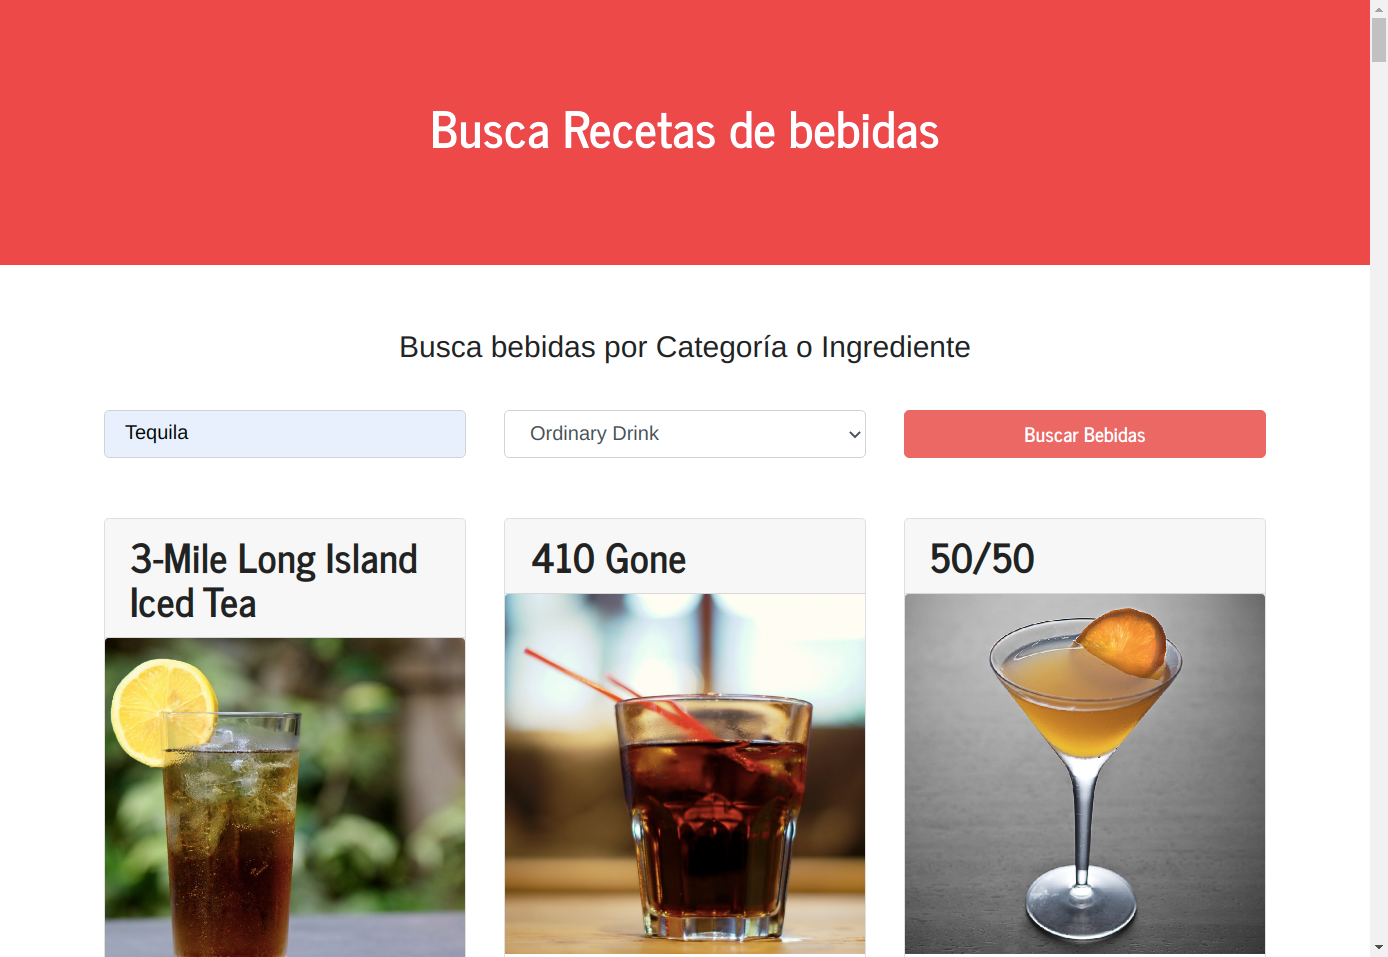 Busca Recetas de bebidas
Busca bebidas por Categoría o Ingrediente
Tequila
Ordinary Drink
Buscar Bebidas
3-Mile Long Island
Iced Tea
410 Gone
50/50